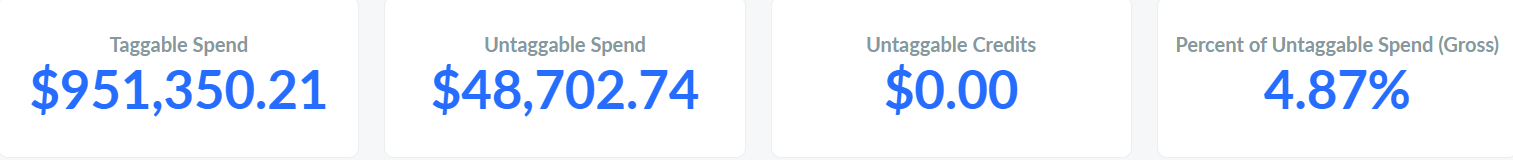 Taggable Spend
$951,350.21
Untaggable Spend
$48,702.74
Untaggable Credits
$0.00
Percent of Untaggable Spend (Gross)
4.87%